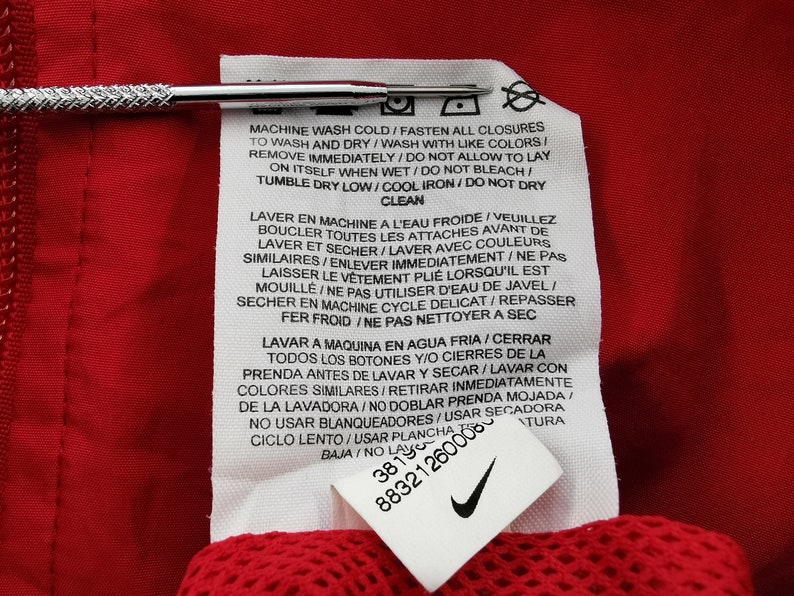 MACHINE WASH COLD / FASTEN ALL CLOSURES
TO WASH AND DRY / WASH WITH LIKE COLORS /
REMOVE IMMEDIATELY / DO NOT ALLOW TO LAY
ON ITSELF WHEN WET / DO NOT BLEACH /
TUMBLE DRY LOW / COOL IRON / DO NOT DRY
CLEAN
LAVER EN MACHINE A L'EAU FROIDE / VEUILLEZ
BOUCLER TOUTES LES ATTACHES AVANT DE
LAVER ET SECHER / LAVER AVEC COULEURS
SIMILAIRES / ENLEVER IMMEDIATEMENT / NE PAS
LAISSER LE VÊTEMENT PLIÉ LORSQU'IL EST
MOUILLÉ / NE PAS UTILISER D'EAU DE JAVEL /
SECHER EN MACHINE CYCLE DELICAT / REPASSER
FER FROID / NE PAS NETTOYER A SEC
LAVAR A MAQUINA EN AGUA FRIA / CERRAR
TODOS LOS BOTONES Y/O CIERRES DE LA
PRENDA ANTES DE LAVAR Y SECAR / LAVAR CON
COLORES SIMILARES / RETIRAR INMEDIATAMENTE
DE LA LAVADORA / NO DOBLAR PRENDA MOJADA /
NO USAR BLANQUEADORES / USAR SECADORA
CICLO LENTO / USAR PLANCHA
BAJA / NO